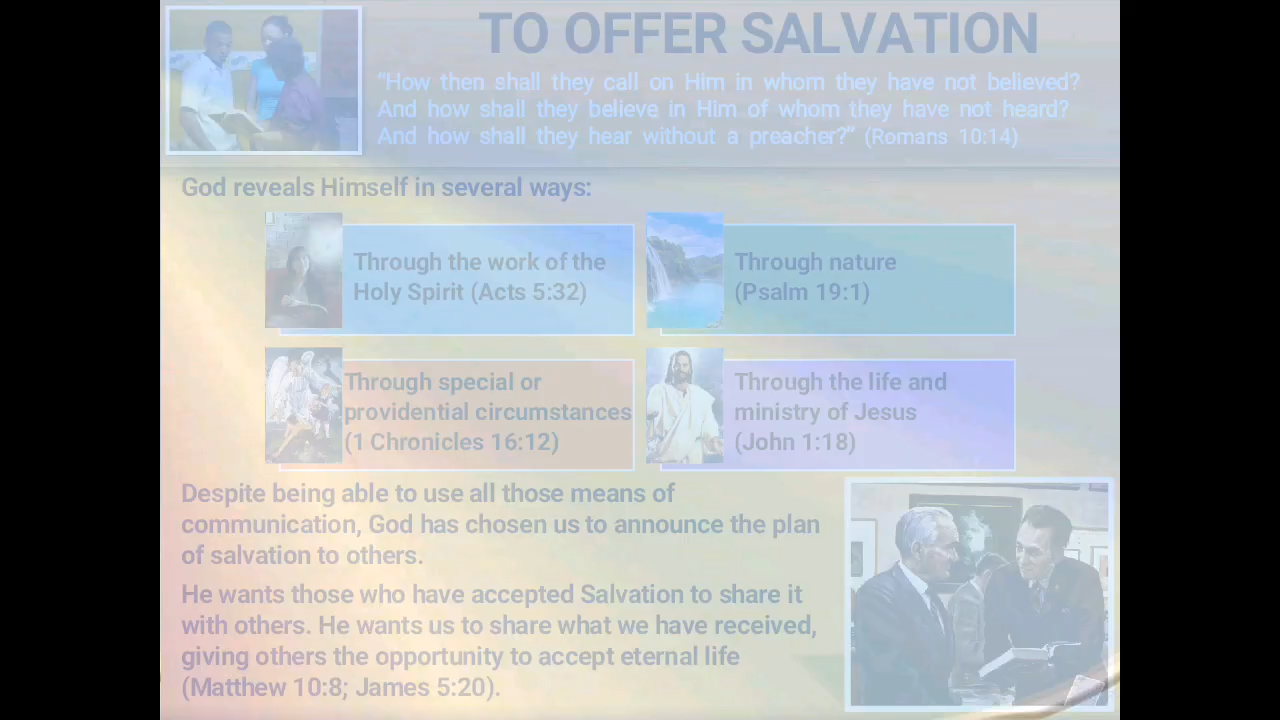 TO OFFER SALVATION
“How then shall they call on Him in whom they have not believed?
And how shall they believe in Him of whom they have not heard?
And how shall they hear without a preacher?” (Romans 10:14)
God reveals Himself in several ways:
Through the work of the
Holy Spirit (Acts 5:32)
Through nature
(Psalm 19:1)
Through special or
providential circumstances
(1 Chronicles 16:12)
Through the life and
ministry of Jesus
(John 1:18)
Despite being able to use all those means of
communication, God has chosen us to announce the plan
of salvation to others.
He wants those who have accepted Salvation to share it
with others. He wants us to share what we have received,
giving others the opportunity to accept eternal life
(Matthew 10:8; James 5:20).